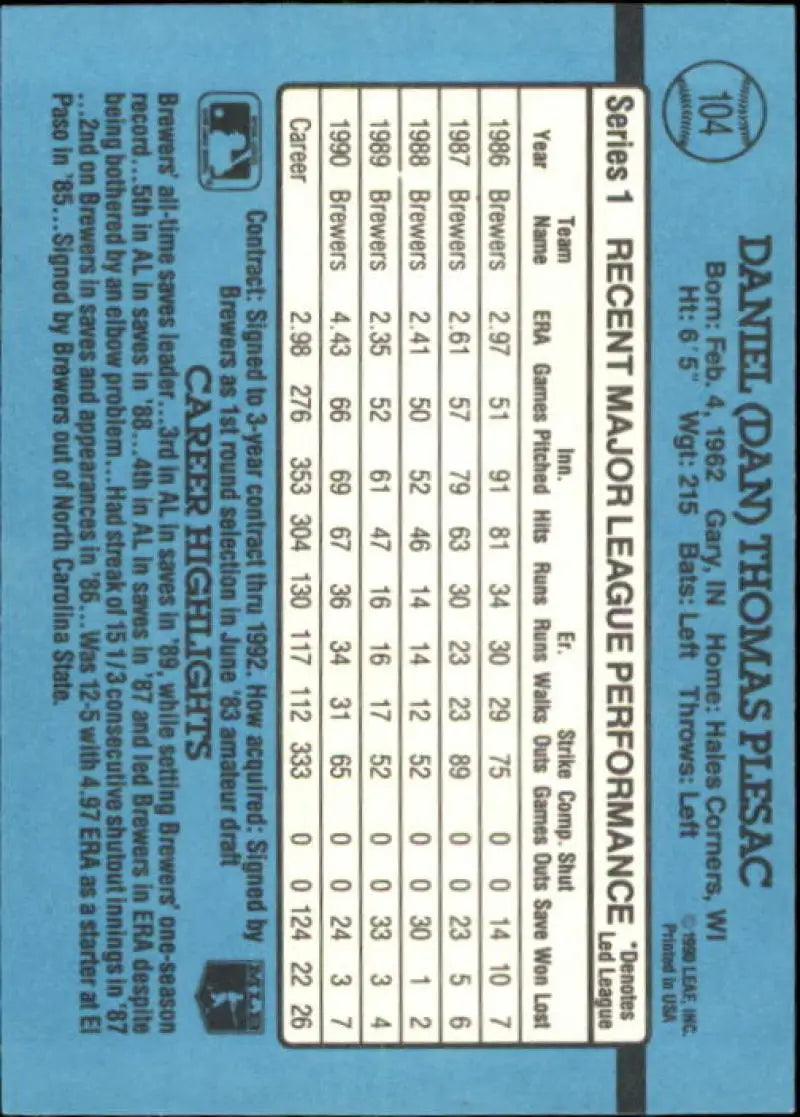 104
DANIEL (DAN) THOMAS PLESAC
Born: Feb. 4, 1962 Gary, IN Home: Hales Corners, WI
Ht: 6'5" Wgt: 215 Bats: Left Throws: Left
© 1990 LEAF, INC.
Printed in USA
Series 1 RECENT MAJOR LEAGUE PERFORMANCE *Denotes
Led League
Team Inn. Er. Strike Comp. Shut
Year Name ERA Games Pitched Hits Runs Runs Walks Outs Games Outs Save Won Lost
1986 Brewers 2.97 51 91 81 34 30 29 75 0 0 14 10 7
1987 Brewers 2.61 57 79 63 30 23 23 89 0 0 23 5 6
1988 Brewers 2.41 50 52 46 14 14 12 52 0 0 30 1 2
1989 Brewers 2.35 52 61 47 16 16 17 52 0 0 33 3 4
1990 Brewers 4.43 66 69 67 36 34 31 65 0 0 24 3 7
Career 2.98 276 353 304 130 117 112 333 0 0 124 22 26
Contract: Signed to 3-year contract thru 1992. How acquired: Signed by
Brewers as 1st round selection in June '83 amateur draft
CAREER HIGHLIGHTS
Brewers' all-time saves leader...3rd in AL in saves in '89, while setting Brewers' one-season
record...5th in AL in saves in '88...4th in AL in saves in '87 and led Brewers in ERA despite
being bothered by an elbow problem...Had streak of 15 1/3 consecutive shutout innings in '87
...2nd on Brewers in saves and appearances in '86...Was 12-5 with 4.97 ERA as a starter at El
Paso in '85...Signed by Brewers out of North Carolina State.